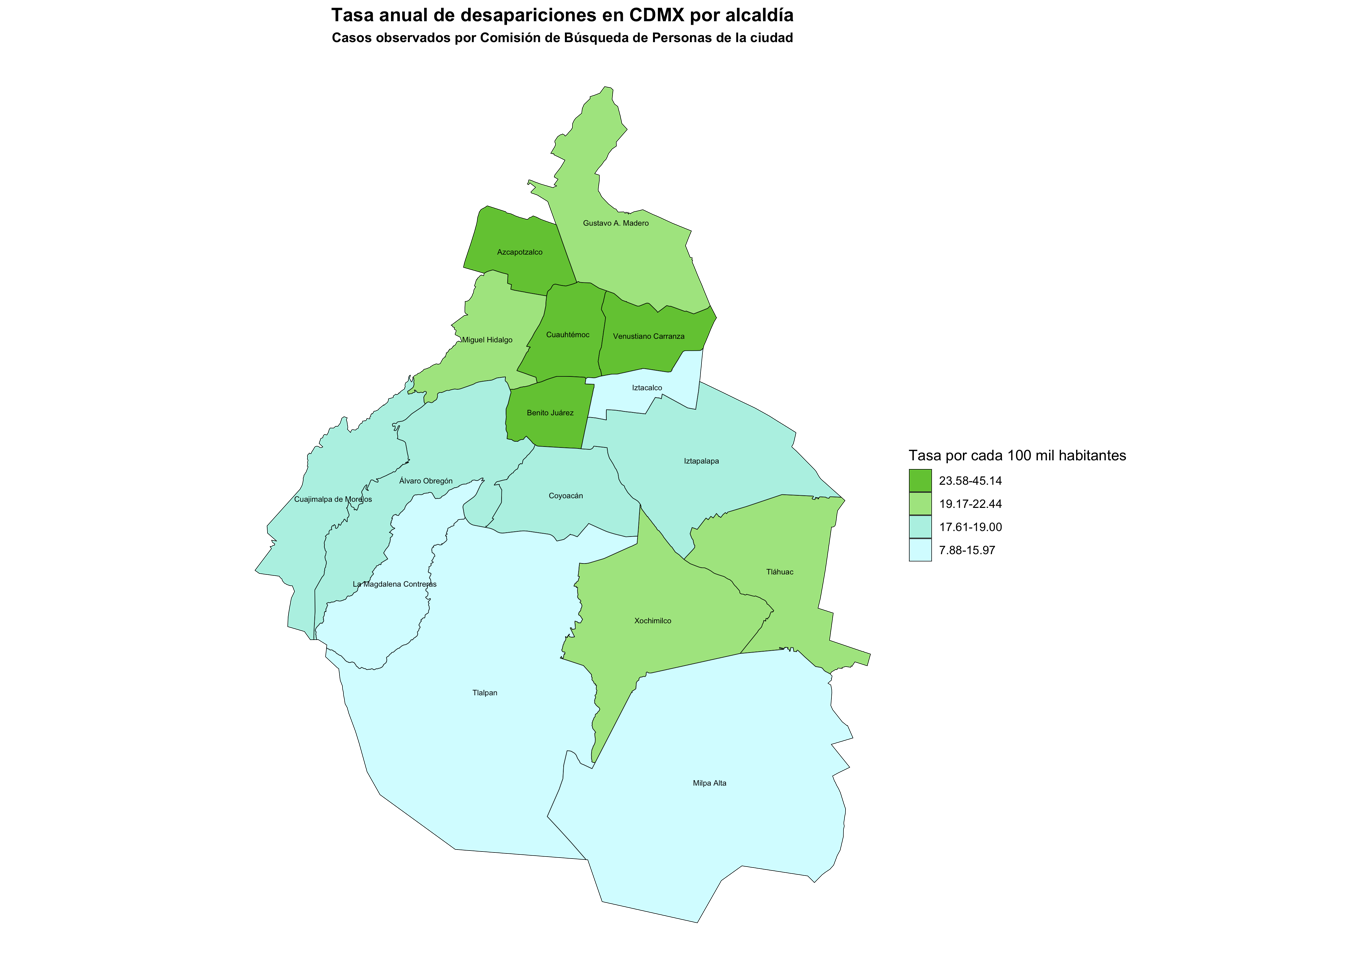 Tasa anual de desapariciones en CDMX por alcaldía
Casos observados por Comisión de Búsqueda de Personas de la ciudad
Gustavo A. Madero
Azcapotzalco
Cuauhtémoc
Venustiano Carranza
Miguel Hidalgo
Iztacalco
Benito Juárez
Iztapalapa
Álvaro Obregón
Coyoacán
Cuajimalpa de Morelos
Tláhuac
La Magdalena Contreras
Xochimilco
Tlalpan
Milpa Alta
Tasa por cada 100 mil habitantes
23.58-45.14
19.17-22.44
17.61-19.00
7.88-15.97